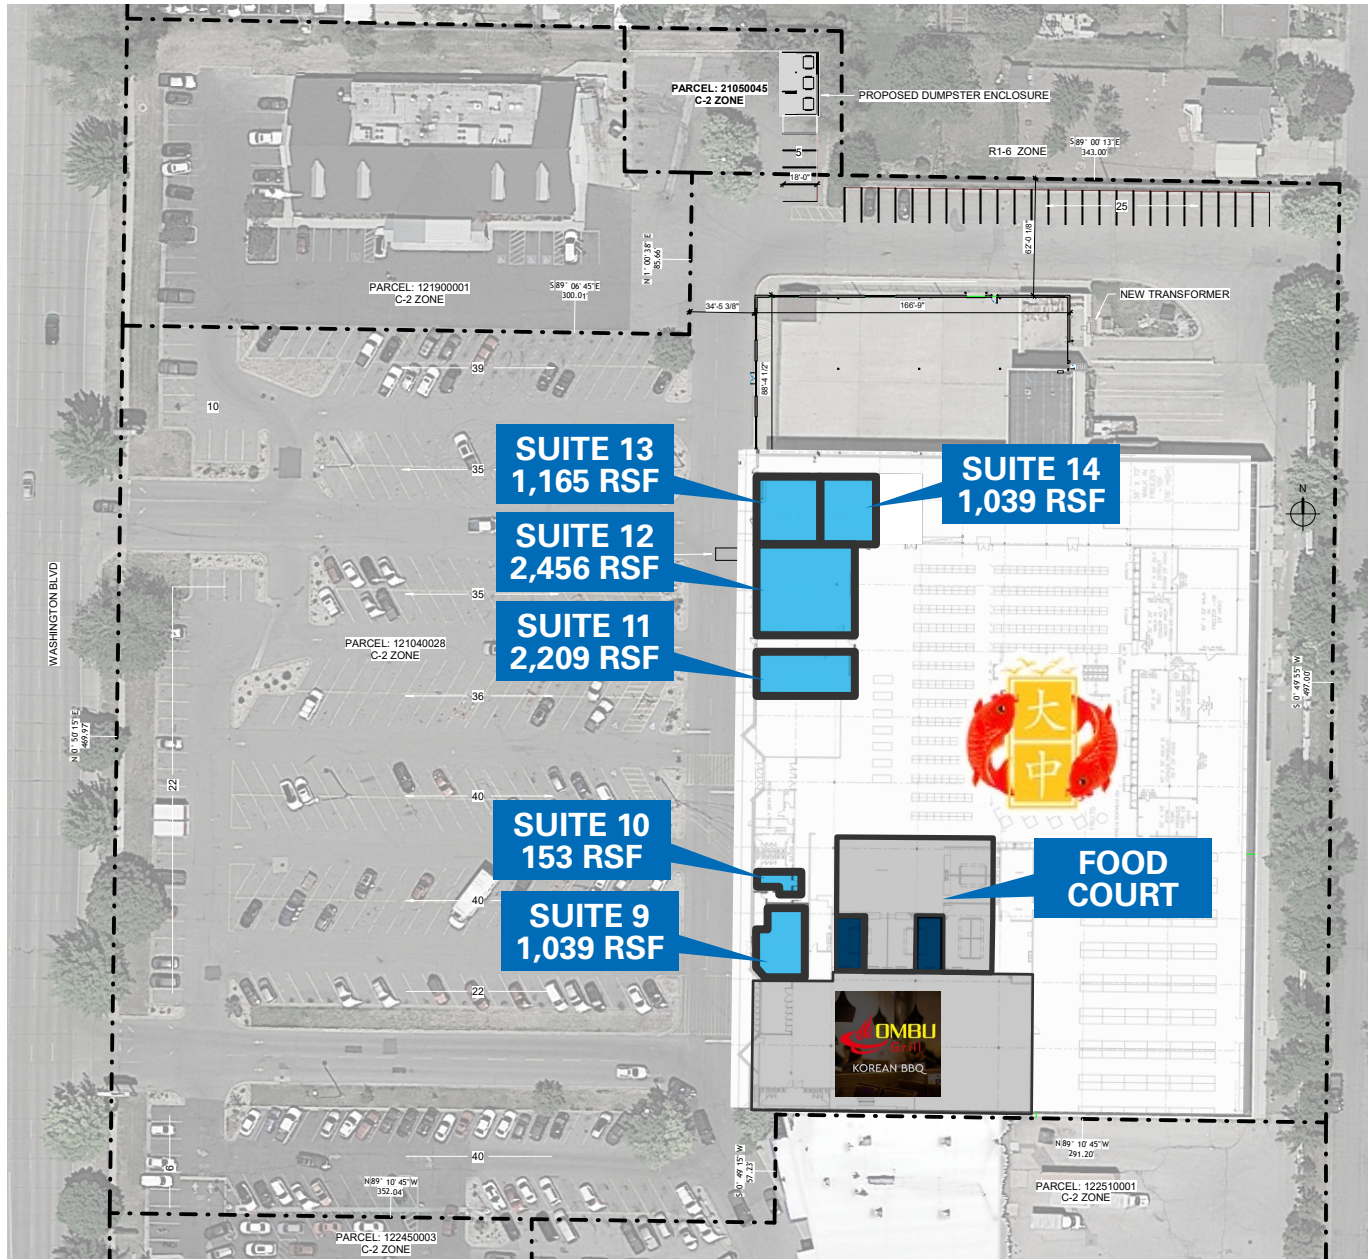 PARCEL: 21050045
C-2 ZONE
PROPOSED DUMPSTER ENCLOSURE
R1-6 ZONE
S 89° 00' 13" E
343.00'
5
18'-0"
25
62'-0 1/8"
N 1° 00' 38" E
85.66'
PARCEL: 121900001
C-2 ZONE
S 89° 06' 45" E
300.01'
34'-5 3/8"
166'-9"
NEW TRANSFORMER
88'-4 1/2"
39
10
35
SUITE 13
1,165 RSF
SUITE 14
1,039 RSF
N
SUITE 12
2,456 RSF
35
SUITE 11
2,209 RSF
WASHINGTON BLVD
PARCEL: 121040028
C-2 ZONE
36
S 0° 49' 55" W
497.00'
N 0° 50' 15" E
469.97'
大
中
22
40
SUITE 10
153 RSF
FOOD
COURT
40
SUITE 9
1,039 RSF
22
OMBU
Grill
KOREAN BBQ
40
6
N 89° 10' 45" W
352.04'
S 0° 49' 15" W
57.23'
N 89° 10' 45" W
291.20'
PARCEL: 122510001
C-2 ZONE
PARCEL: 122450003
C-2 ZONE